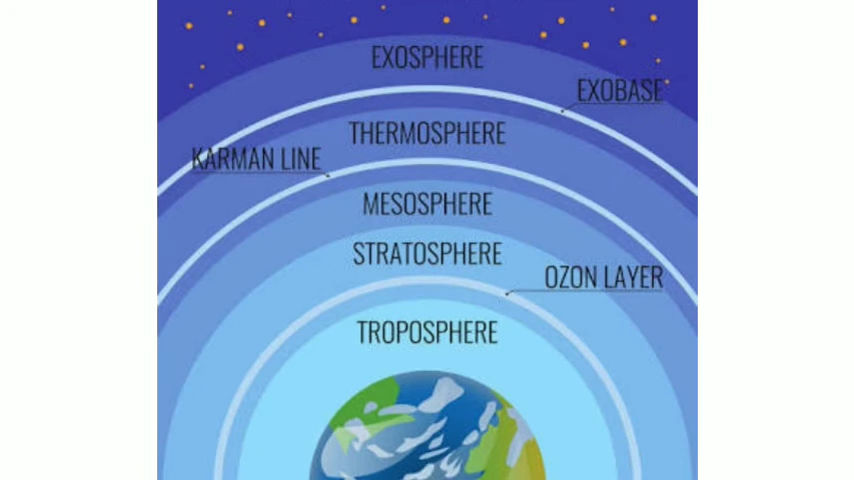 EXOSPHERE
EXOBASE
THERMOSPHERE
KARMAN LINE
MESOSPHERE
STRATOSPHERE
OZON LAYER
TROPOSPHERE